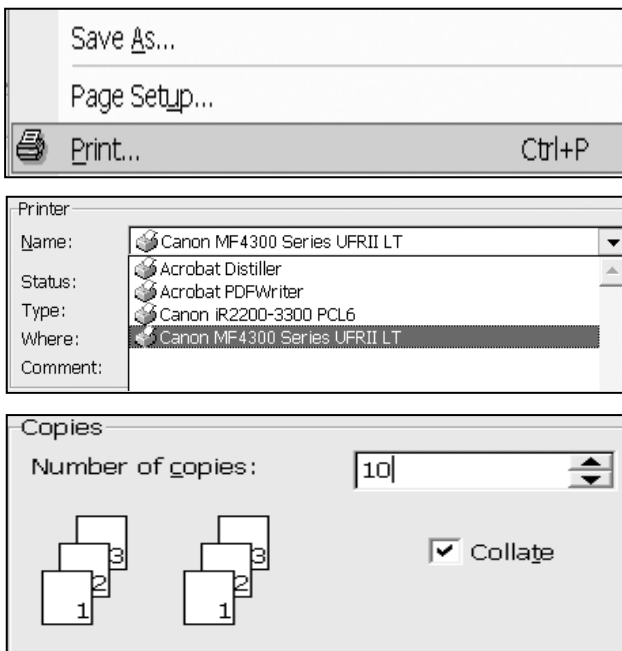 Save As...
Page Setup...
Print... Ctrl+P
Printer
Name: Canon MF4300 Series UFRII LT
Acrobat Distiller
Status:
Acrobat PDFWriter
Type: Canon iR2200-3300 PCL6
Where: Canon MF4300 Series UFRII LT
Comment:
Copies
Number of copies: 10
3 3
2 2
1 1
Collate